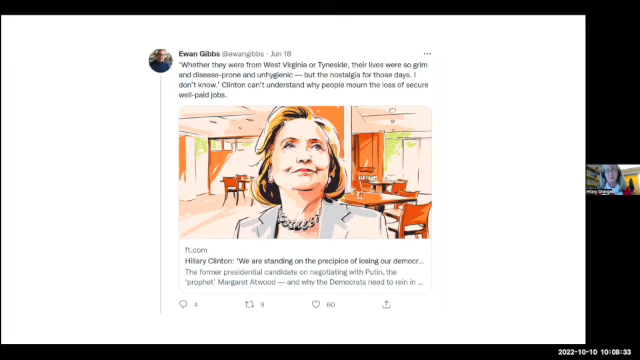 Ewan Gibbs @ewangibbs · Jun 18
'Whether they were from West Virginia or Tyneside, their lives were so grim
and disease-prone and unhygienic — but the nostalgia for those days. I
don't know.' Clinton can't understand why people mourn the loss of secure
well-paid jobs.
ft.com
Hillary Clinton: 'We are standing on the precipice of losing our democr...
The former presidential candidate on negotiating with Putin, the
'prophet' Margaret Atwood — and why the Democrats need to rein in ...
4
9
60
Hilary
2022-10-10 10:08:33